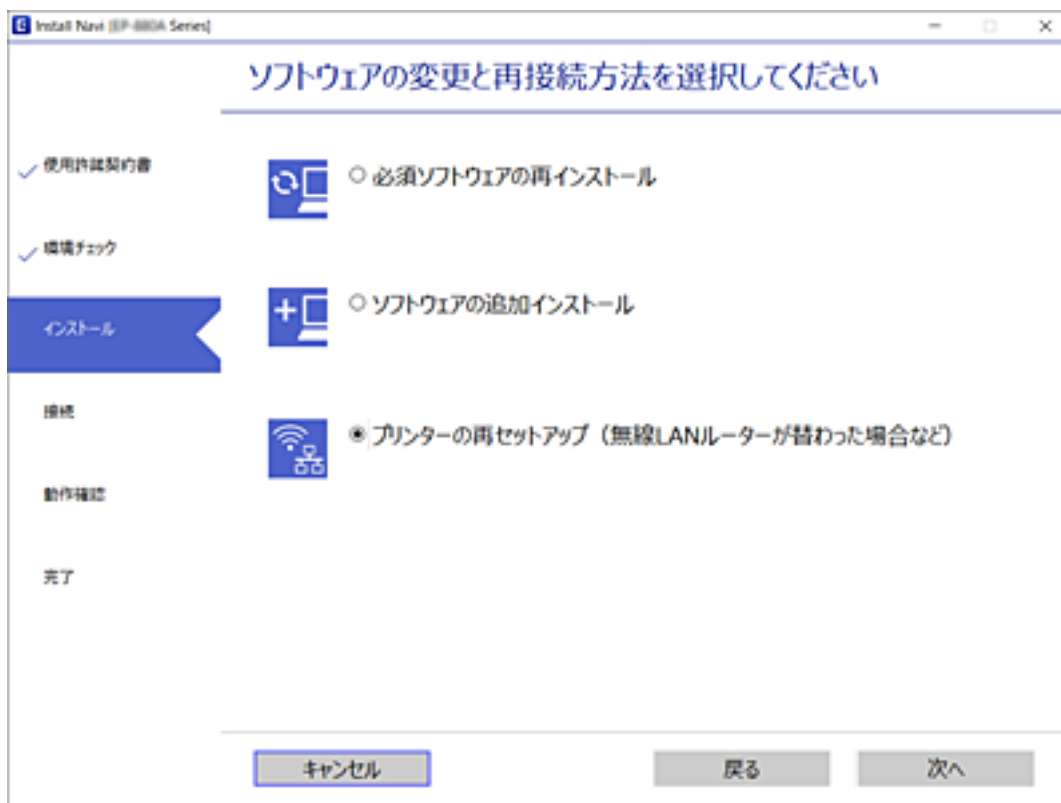 Install Navi [EP-880A Series]
ソフトウェアの変更と再接続方法を選択してください
使用許諾契約書
環境チェック
インストール
接続
動作確認
完了
必須ソフトウェアの再インストール
ソフトウェアの追加インストール
プリンターの再セットアップ（無線LANルーターが替わった場合など）
キャンセル
戻る
次へ